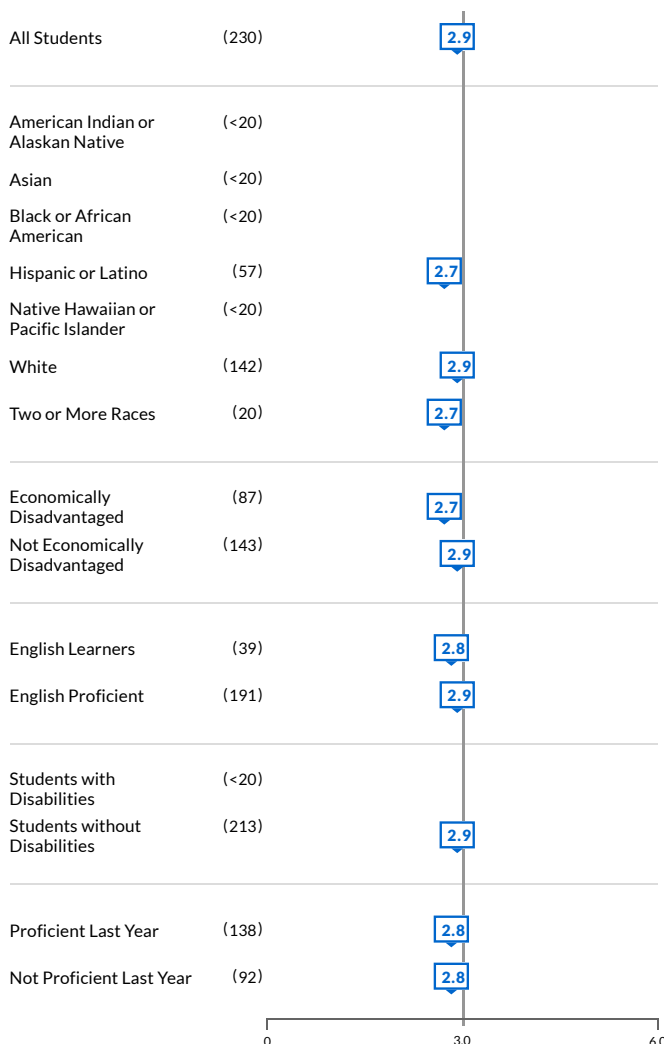 All Students (230) 2.9
American Indian or (<20)
Alaskan Native
Asian (<20)
Black or African (<20)
American
Hispanic or Latino (57) 2.7
Native Hawaiian or (<20)
Pacific Islander
White (142) 2.9
Two or More Races (20) 2.7
Economically (87) 2.7
Disadvantaged
Not Economically (143) 2.9
Disadvantaged
English Learners (39) 2.8
English Proficient (191) 2.9
Students with (<20)
Disabilities
Students without (213) 2.9
Disabilities
Proficient Last Year (138) 2.8
Not Proficient Last Year (92) 2.8
0 3.0 6.0